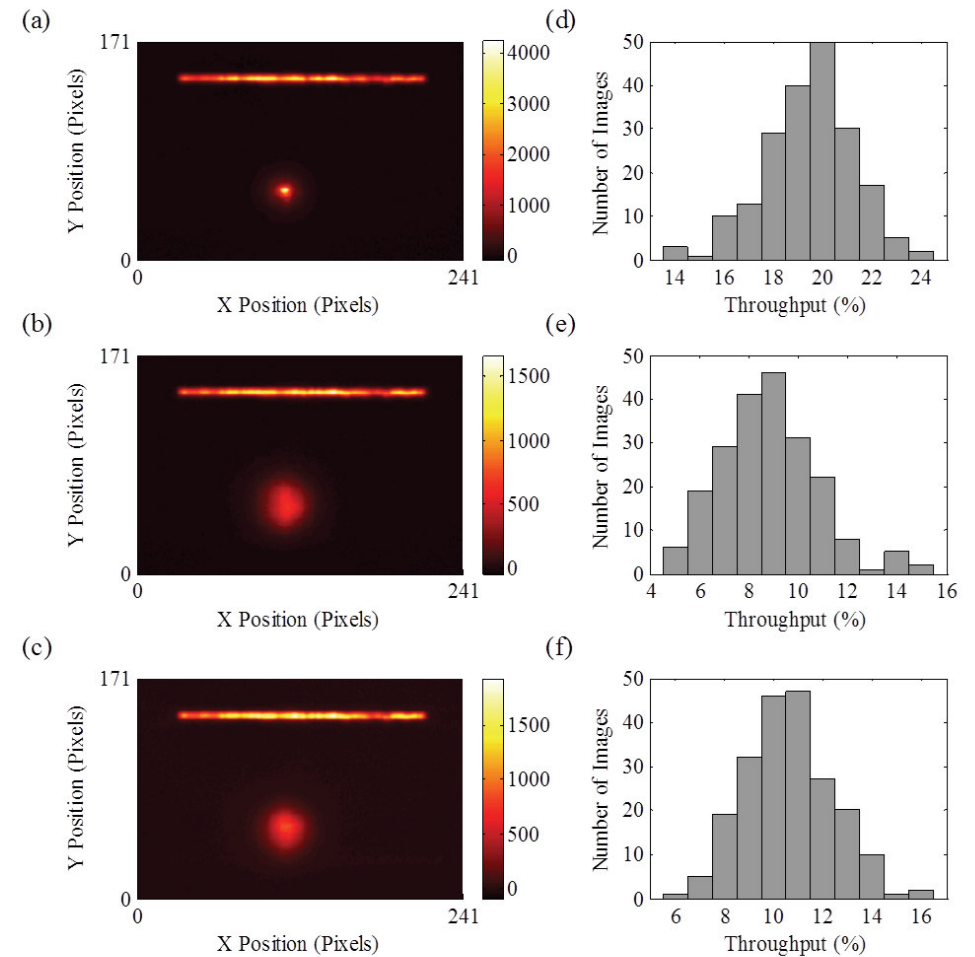 (a)
171
Y Position (Pixels)
0
0
241
X Position (Pixels)
4000
3000
2000
1000
0
(d)
50
40
30
20
10
0
Number of Images
14 16 18 20 22 24
Throughput (%)
(b)
171
Y Position (Pixels)
0
0
241
X Position (Pixels)
1500
1000
500
0
(e)
50
40
30
20
10
0
Number of Images
4 6 8 10 12 14 16
Throughput (%)
(c)
171
Y Position (Pixels)
0
0
241
X Position (Pixels)
1500
1000
500
0
(f)
50
40
30
20
10
0
Number of Images
6 8 10 12 14 16
Throughput (%)